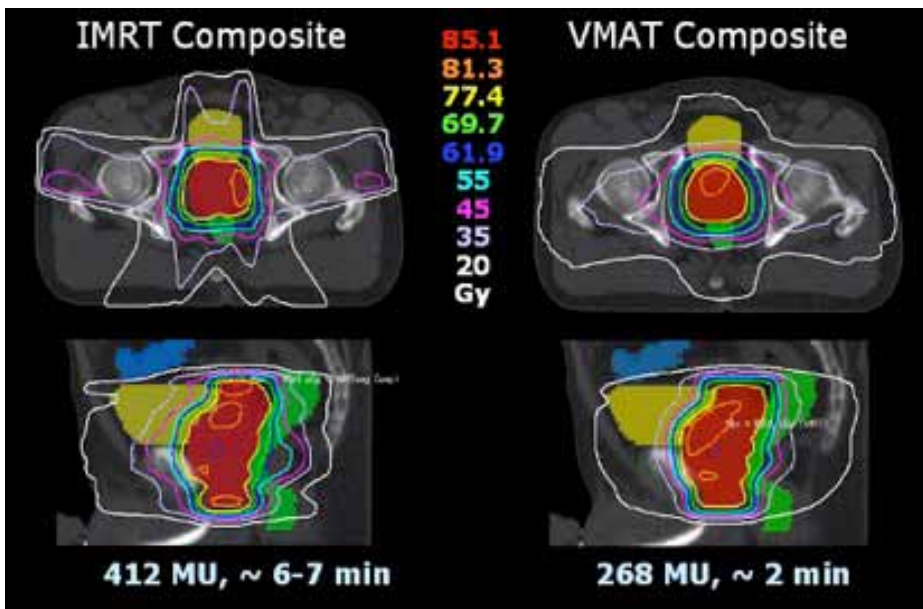 IMRT Composite
VMAT Composite
85.1
81.3
77.4
69.7
61.9
55
45
35
20
Gy
412 MU, ~ 6-7 min
268 MU, ~ 2 min